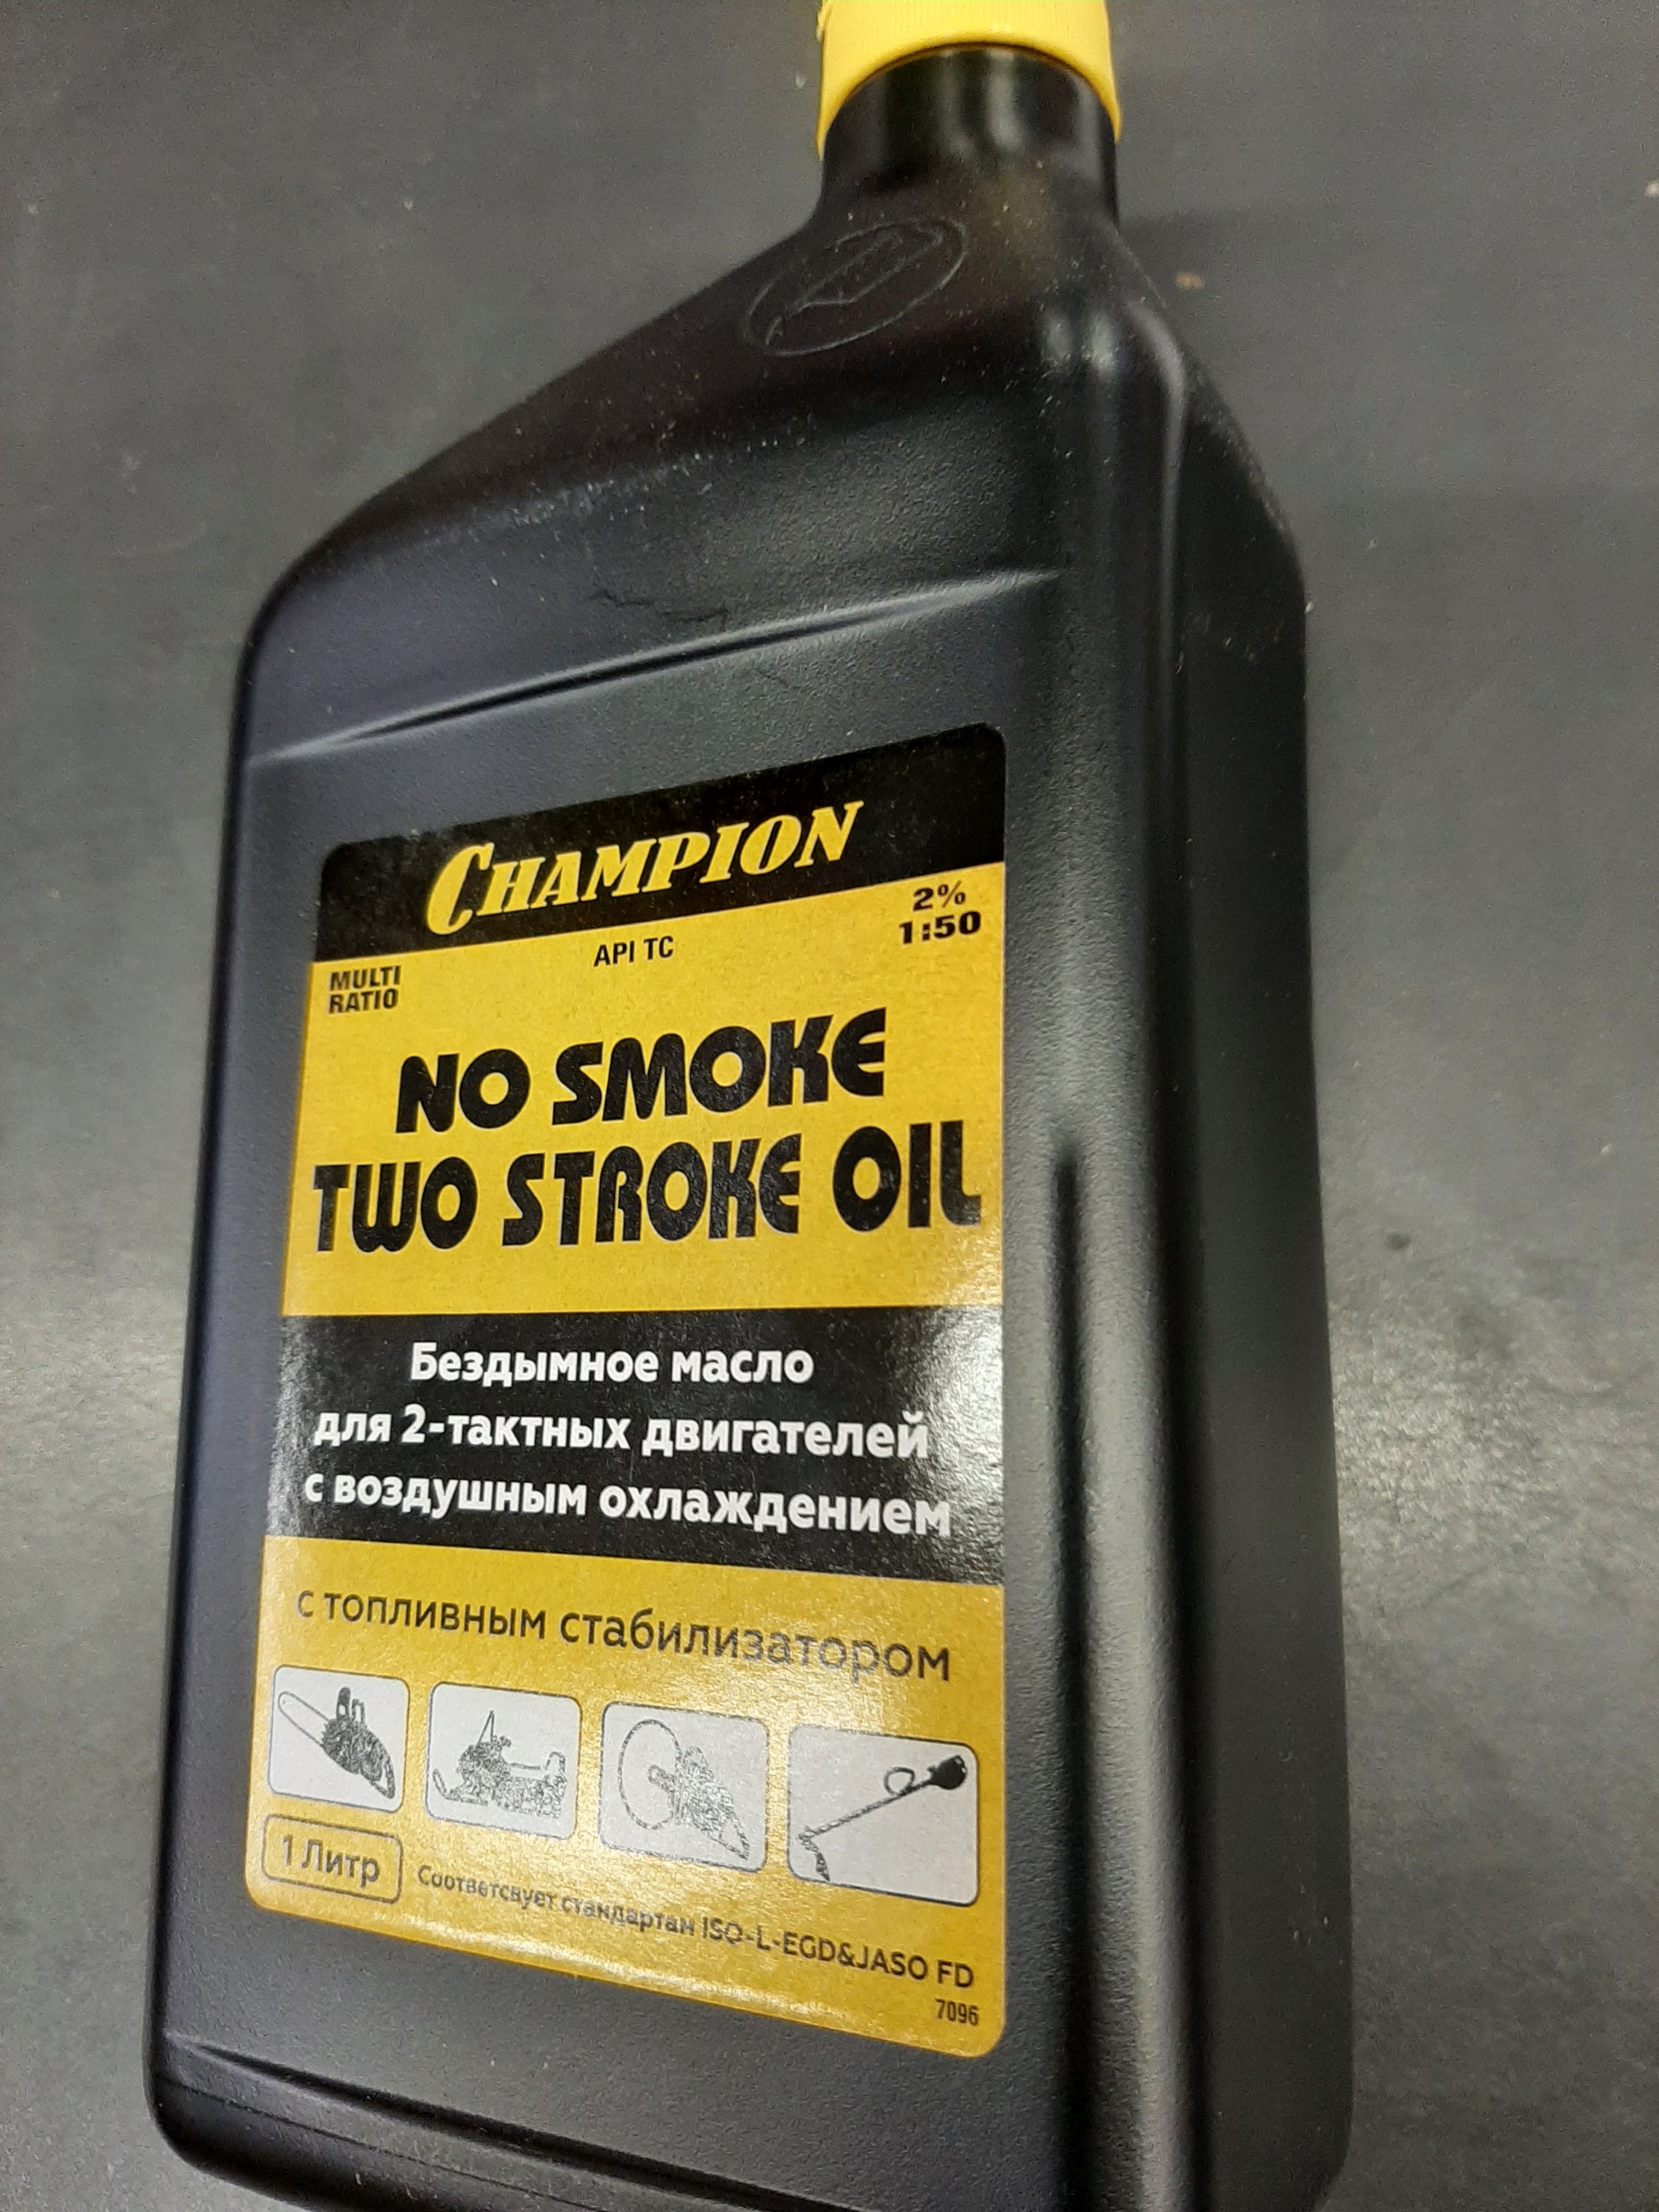 CHAMPION
2%
1:50
API TC
MULTI
RATIO
NO SMOKE
TWO STROKE OIL
Бездымное масло
для 2-тактных двигателей
с воздушным охлаждением
с топливным стабилизатором
1 Литр
Соответсвует стандартам ISO-L-EGD&JASO FD
7096